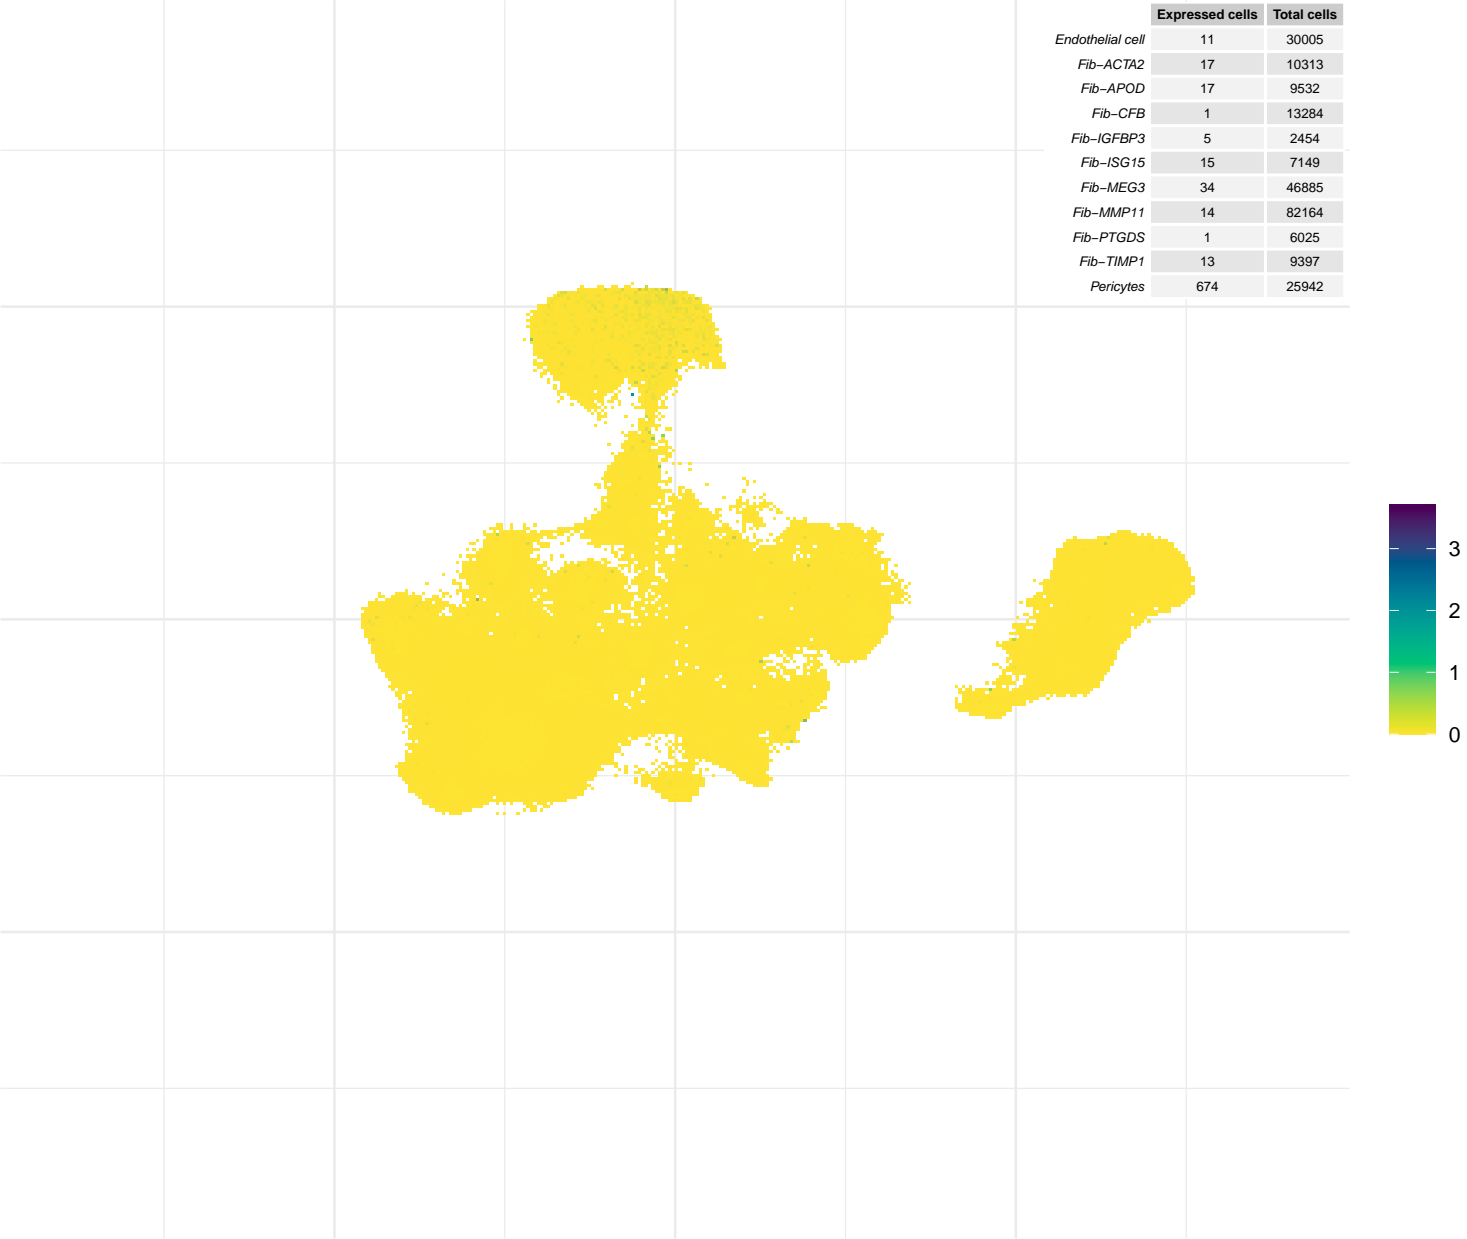 Expressed cells Total cells
Endothelial cell 11 30005
Fib−ACTA2 17 10313
Fib−APOD 17 9532
Fib−CFB 1 13284
Fib−IGFBP3 5 2454
Fib−ISG15 15 7149
Fib−MEG3 34 46885
Fib−MMP11 14 82164
Fib−PTGDS 1 6025
Fib−TIMP1 13 9397
Pericytes 674 25942
3
2
1
0